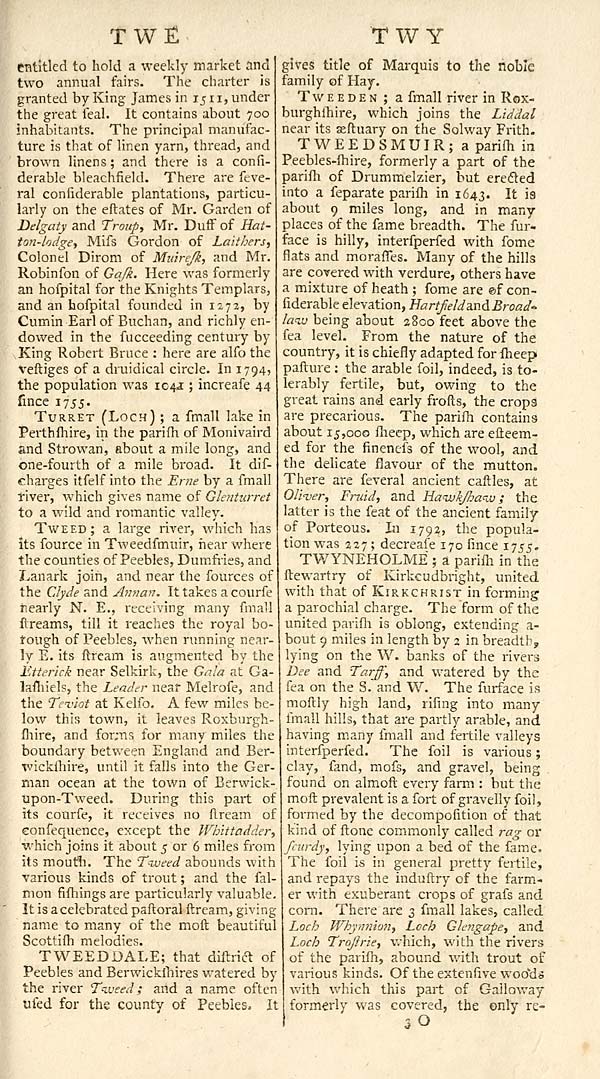 TWE
entitled to hold a weekly market and
two annual fairs. The charter is
granted by King James in 1511, under
the great ſeal. It contains about 700
inhabitants. The principal manufac-
ture is that of linen yarn, thread, and
brown linens; and there is a conſi-
derable bleachfield. There are ſeve-
ral conſiderable plantations, particu-
larly on the eſtates of Mr. Garden of
Delgaty and Troup, Mr. Duff of Hat-
ton-lodge, Miſs Gordon of Laithers,
Colonel Dirom of Muireſk, and Mr.
Robinſon of Gaſk. Here was formerly
an hoſpital for the Knights Templars,
and an hoſpital founded in 1272, by
Cumin Earl of Buchan, and richly en-
dowed in the ſucceeding century by
King Robert Bruce: here are alſo the
veſtiges of a druidical circle. In 1794,
the population was 1042; increaſe 44
ſince 1755.
TURRET (LOCH); a ſmall lake in
Perthſhire, in the pariſh of Monivaird
and Strowan, about a mile long, and
one-fourth of a mile broad. It diſ-
charges itſelf into the Erne by a ſmall
river, which gives name of Glenturret
to a wild and romantic valley.
TWEED; a large river, which has
its ſource in Tweedſmuir, near where
the counties of Peebles, Dumfries, and
Lanark join, and near the ſources of
the Clyde and Annan. It takes a courſe
nearly N. E., receiving many ſmall
ſtreams, till it reaches the royal bo-
rough of Peebles, when running near-
ly E. its ſtream is augmented by the
Etterick near Selkirk, the Gala at Ga-
laſhiels, the Leader near Melroſe, and
the Teviot at Kelſo. A few miles be-
low this town, it leaves Roxburgh-
ſhire, and forms for many miles the
boundary between England and Ber-
wickſhire, until it falls into the Ger-
man ocean at the town of Berwick-
upon-Tweed. During this part of
its courſe, it receives no ſtream of
conſequence, except the Whittadder,
which joins it about 5 or 6 miles from
its mouth. The Tweed abounds with
various kinds of trout; and the ſal-
mon fiſhings are particularly valuable.
It is a celebrated paſtoral ſtream, giving
name to many of the moſt beautiful
Scottiſh melodies.
TWEEDDALE; that diſtrict of
Peebles and Berwickſhires watered by
the river Tweed; and a name often
uſed for the county of Peebles. It
TWY
gives title of Marquis to the noble
family of Hay.
TWEEDEN; a ſmall river in Rox-
burghſhire, which joins the Liddal
near its æſtuary on the Solway Frith.
TWEEDSMUIR; a pariſh in
Peebles-ſhire, formerly a part of the
pariſh of Drummelzier, but erected
into a ſeparate pariſh in 1643. It is
about 9 miles long, and in many
places of the ſame breadth. The ſur-
face is hilly, interſperſed with ſome
flats and moraſſes. Many of the hills
are covered with verdure, others have
a mixture of heath; ſome are of con-
ſiderable elevation, Hartfield and Broad-
law being about 2800 feet above the
ſea level. From the nature of the
country, it is chiefly adapted for ſheep
paſture: the arable ſoil, indeed, is to-
lerably fertile, but, owing to the
great rains and early froſts, the crops
are precarious. The pariſh contains
about 15,000 ſheep, which are eſteem-
ed for the fineneſs of the wool, and
the delicate flavour of the mutton.
There are ſeveral ancient caſtles, at
Oliver, Fruid, and Hawkſhaw; the
latter is the ſeat of the ancient family
of Porteous. In 1792, the popula-
tion was 227; decreaſe 170 ſince 1755.
TWYNEHOLME; a pariſh in the
ſtewartry of Kirkcudbright, united
with that of KIRKCHRIST in forming
a parochial charge. The form of the
united pariſh is oblong, extending a-
bout 9 miles in length by 2 in breadth,
lying on the W. banks of the rivers
Dee and Tarff, and watered by the
ſea on the S. and W. The ſurface is
moſtly high land, riſing into many
ſmall hills, that are partly arable, and
having many ſmall and fertile valleys
interſperſed. The ſoil is various;
clay, ſand, moſs, and gravel, being
found on almoſt every farm: but the
moſt prevalent is a ſort of gravelly ſoil,
formed by the decompoſition of that
kind of ſtone commonly called rag or
ſcurdy, lying upon a bed of the ſame.
The ſoil is in general pretty fertile,
and repays the induſtry of the farm-
er with exuberant crops of graſs and
corn. There are 3 ſmall lakes, called
Loch Whynnion, Loch Glengape, and
Loch Troſtrie, which, with the rivers
of the pariſh, abound with trout of
various kinds. Of the extenſive woods
with which this part of Galloway
formerly was covered, the only re-
3 O